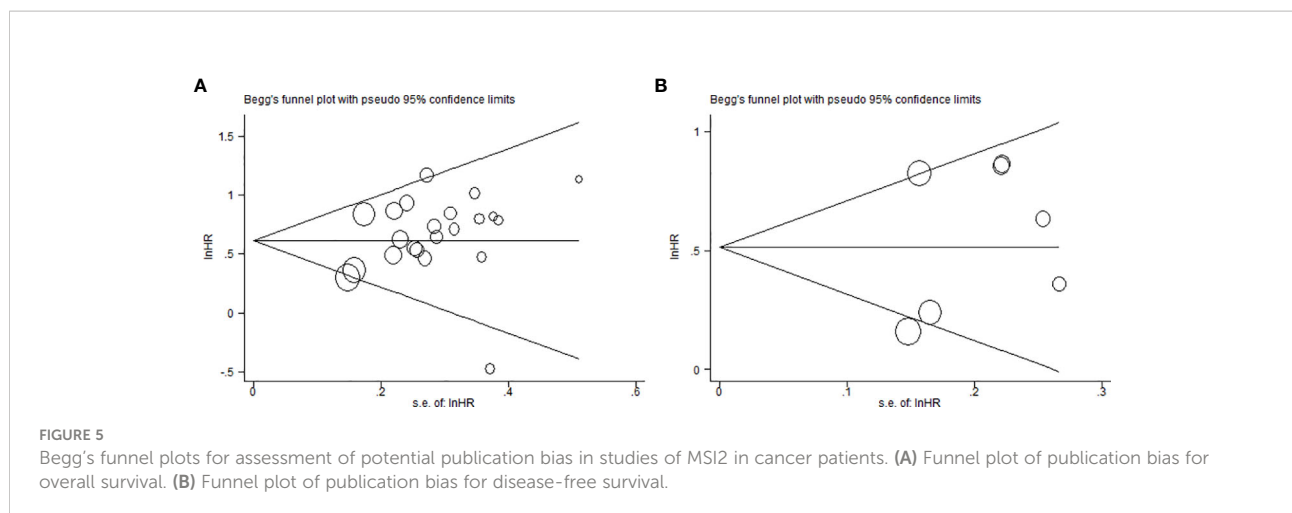 A
Begg's funnel plot with pseudo 95% confidence limits
lnHR
1.5
1
.5
0
-.5
0
.2
.4
.6
s.e. of: lnHR
B
Begg's funnel plot with pseudo 95% confidence limits
lnHR
1
.5
0
0
.1
.2
.3
s.e. of: lnHR
FIGURE 5
Begg's funnel plots for assessment of potential publication bias in studies of MSI2 in cancer patients. (A) Funnel plot of publication bias for
overall survival. (B) Funnel plot of publication bias for disease-free survival.